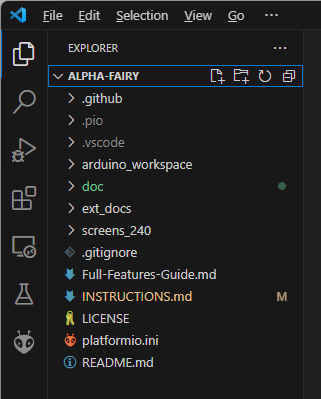 File Edit Selection View Go
EXPLORER ...
ALPHA-FAIRY
.github
.pio
.vscode
arduino_workspace
doc
ext_docs
screens_240
.gitignore
Full-Features-Guide.md
INSTRUCTIONS.md M
LICENSE
platformio.ini
README.md